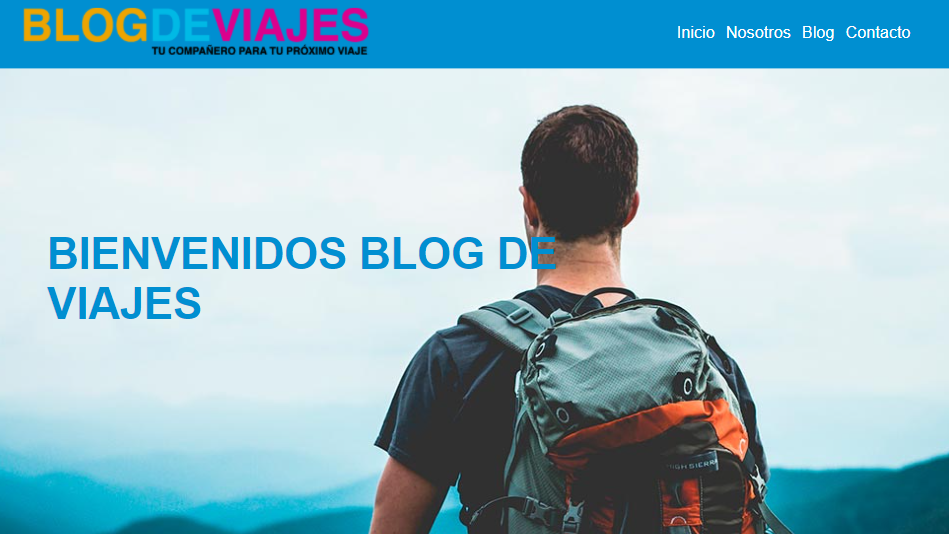 BLOGDEVIAJES
TU COMPAÑERO PARA TU PRÓXIMO VIAJE
Inicio Nosotros Blog Contacto
BIENVENIDOS BLOG DE
VIAJES
HIGH SIERRA